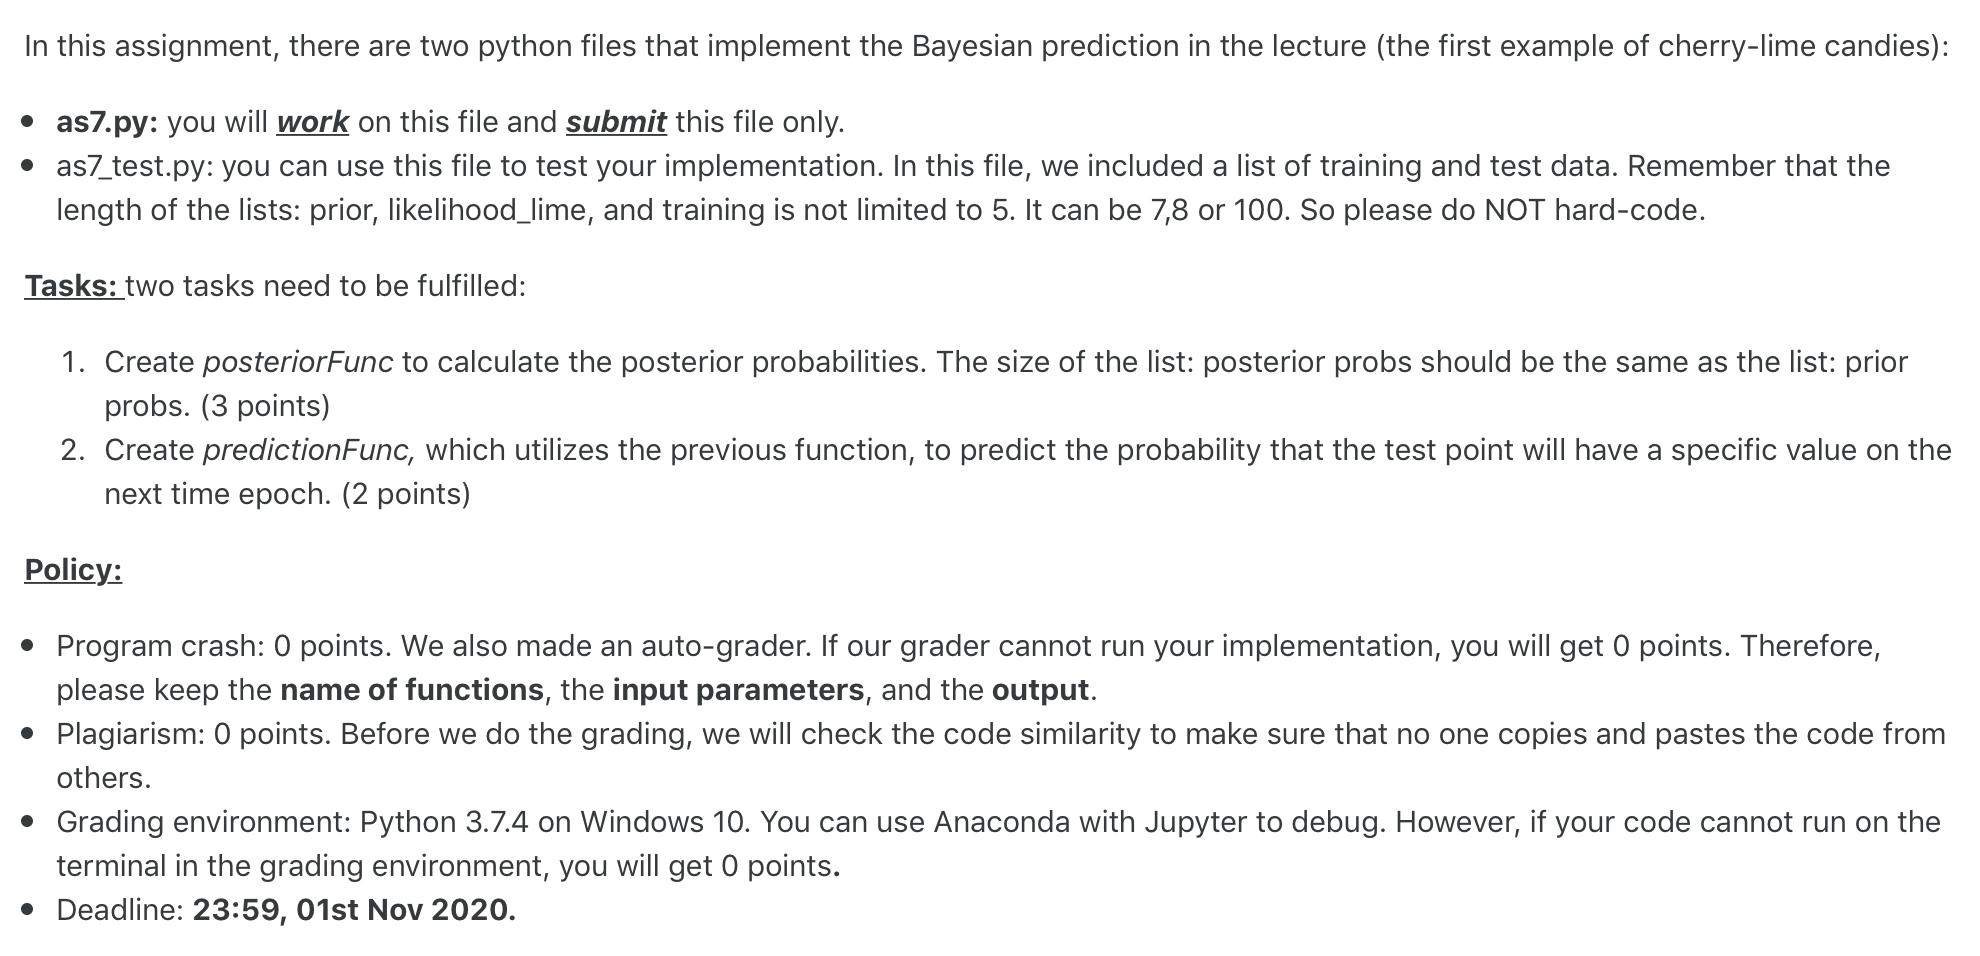 In this assignment, there are two python files that implement the Bayesian prediction in the lecture (the first example of cherry-lime candies):
• as7.py: you will work on this file and submit this file only.
• as7_test.py: you can use this file to test your implementation. In this file, we included a list of training and test data. Remember that the
length of the lists: prior, likelihood_lime, and training is not limited to 5. It can be 7,8 or 100. So please do NOT hard-code.
Tasks: two tasks need to be fulfilled:
1. Create posteriorFunc to calculate the posterior probabilities. The size of the list: posterior probs should be the same as the list: prior
probs. (3 points)
2. Create predictionFunc, which utilizes the previous function, to predict the probability that the test point will have a specific value on the
next time epoch. (2 points)
Policy:
• Program crash: 0 points. We also made an auto-grader. If our grader cannot run your implementation, you will get 0 points. Therefore,
please keep the name of functions, the input parameters, and the output.
• Plagiarism: 0 points. Before we do the grading, we will check the code similarity to make sure that no one copies and pastes the code from
others.
• Grading environment: Python 3.7.4 on Windows 10. You can use Anaconda with Jupyter to debug. However, if your code cannot run on the
terminal in the grading environment, you will get 0 points.
• Deadline: 23:59, 01st Nov 2020.